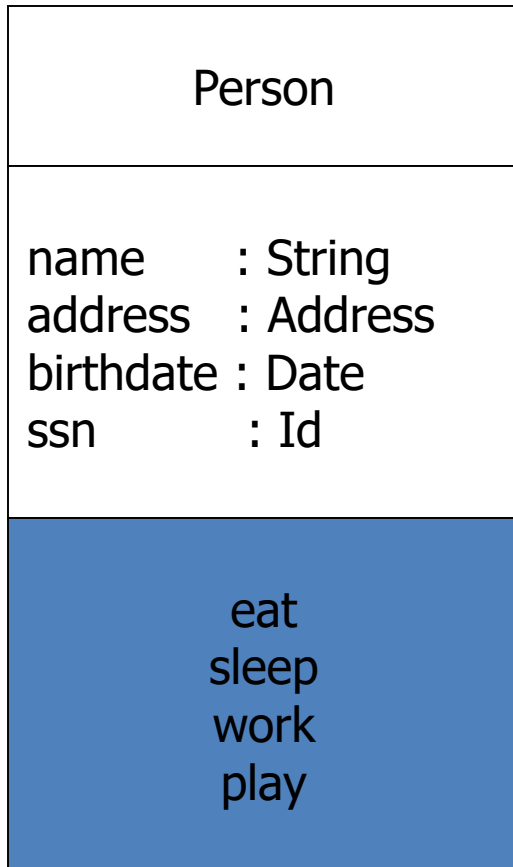 Person
name : String
address : Address
birthdate : Date
ssn : Id
eat
sleep
work
play